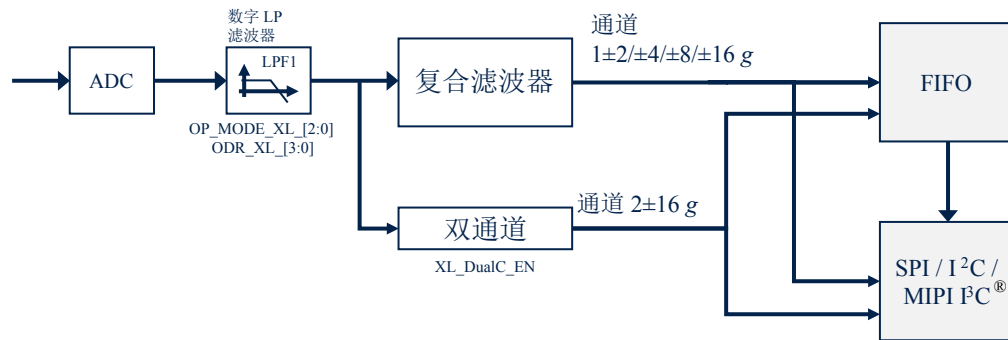 数字 LP
滤波器
ADC
LPF1
OP_MODE_XL_[2:0]
ODR_XL_[3:0]
复合滤波器
通道
1±2/±4/±8/±16 g
FIFO
双通道
XL_DualC_EN
通道 2±16 g
SPI / I²C /
MIPI I³C®